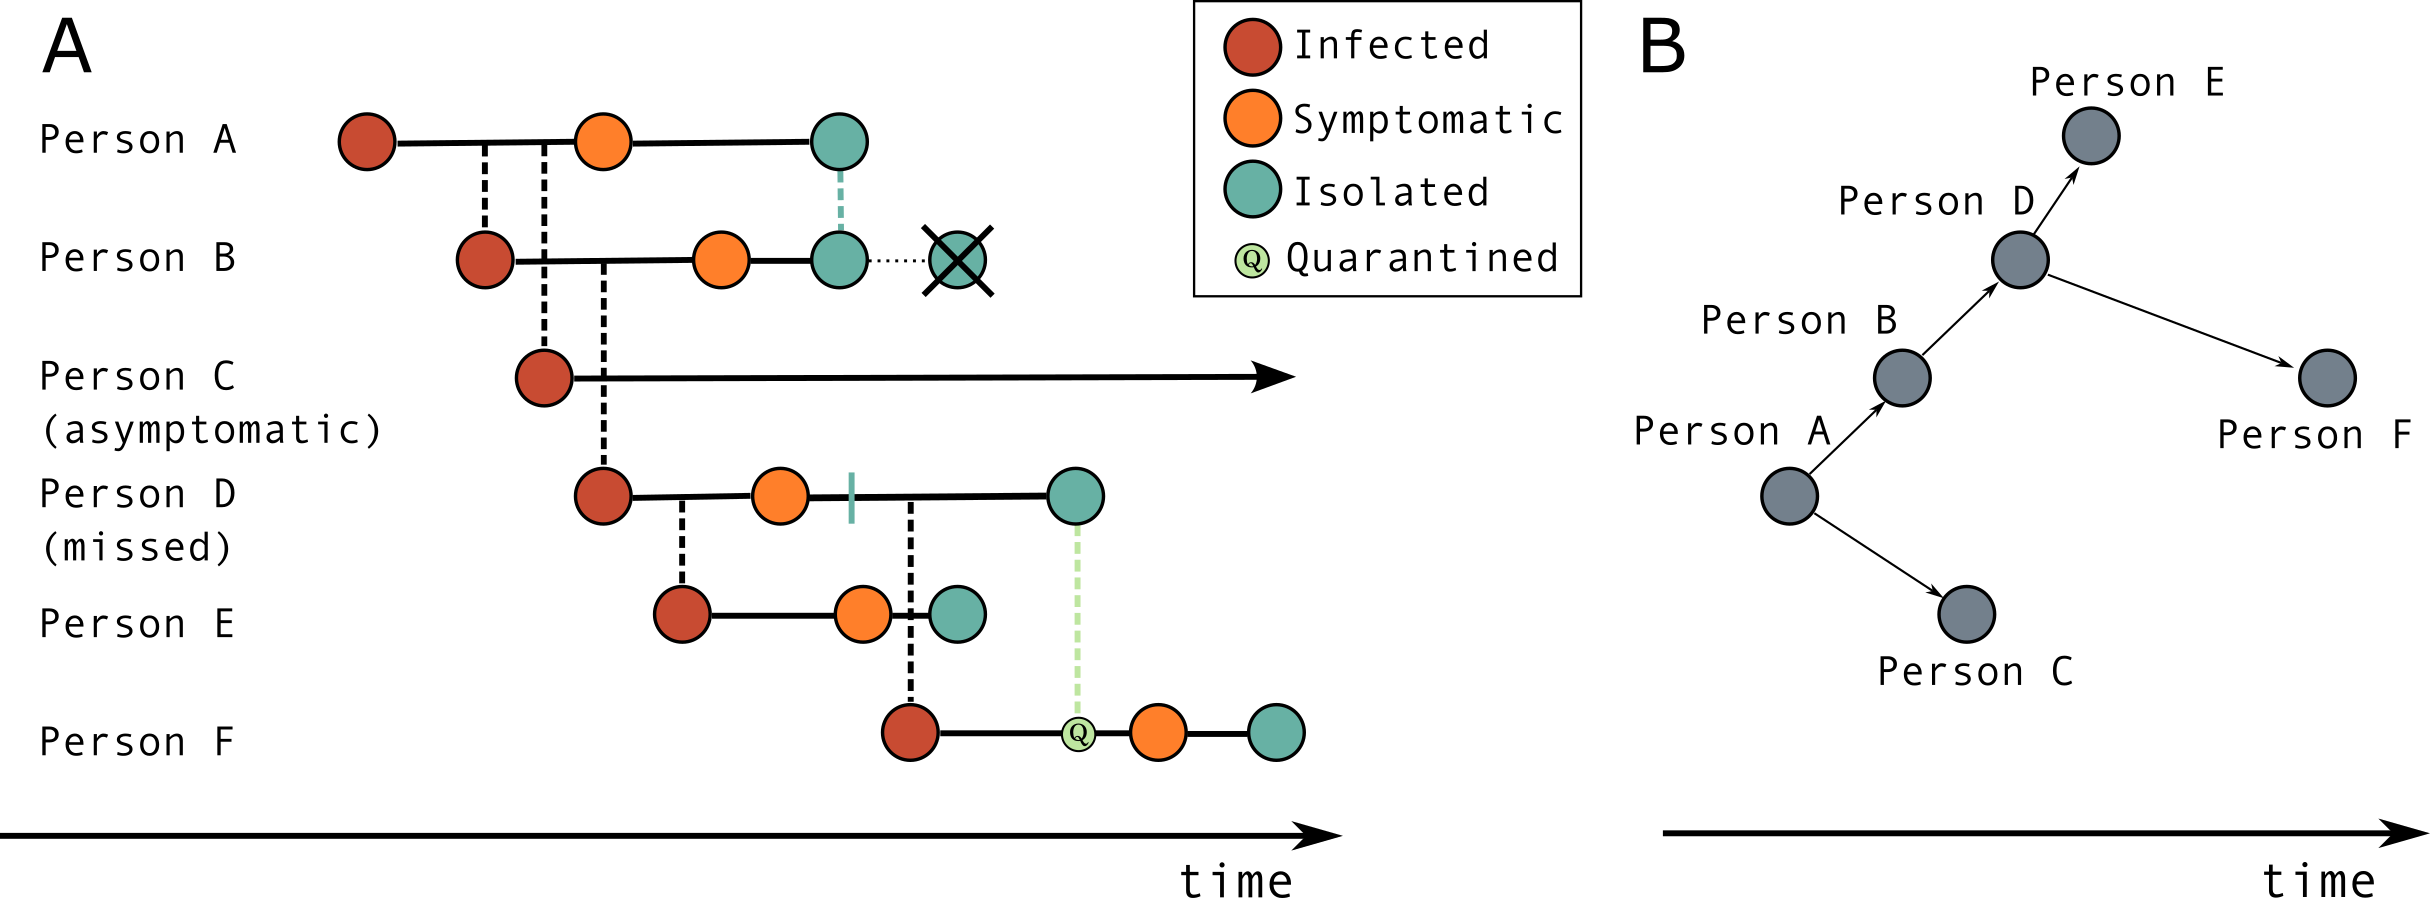 A
Person A
Person B
Person C
(asymptomatic)
Person D
(missed)
Person E
Person F
Q
time
Infected
Symptomatic
Isolated
Q Quarantined
B
Person E
Person D
Person B
Person A
Person F
Person C
time